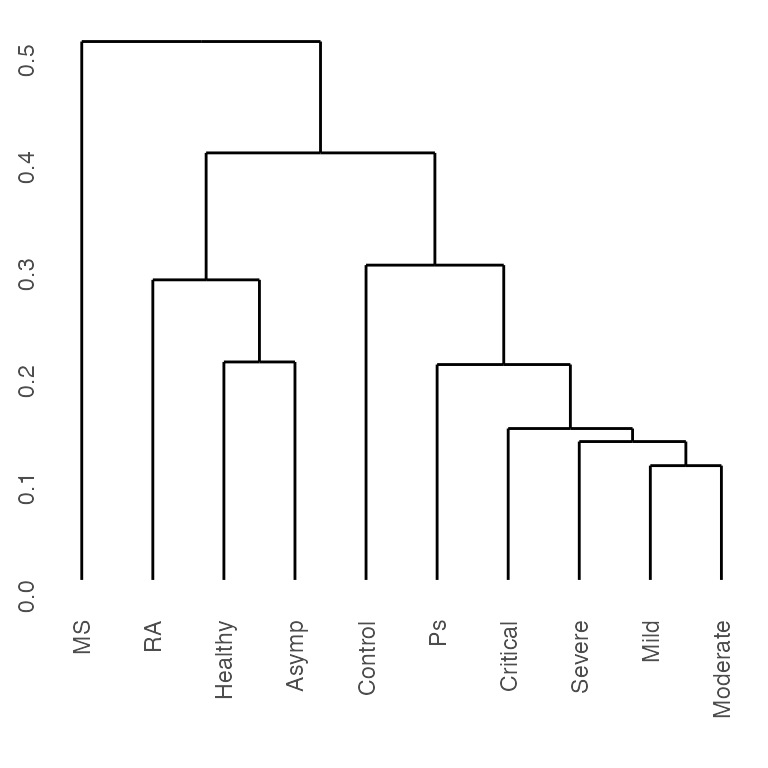 0.5
0.4
0.3
0.2
0.1
0.0
MS
RA
Healthy
Asymp
Control
Ps
Critical
Severe
Mild
Moderate